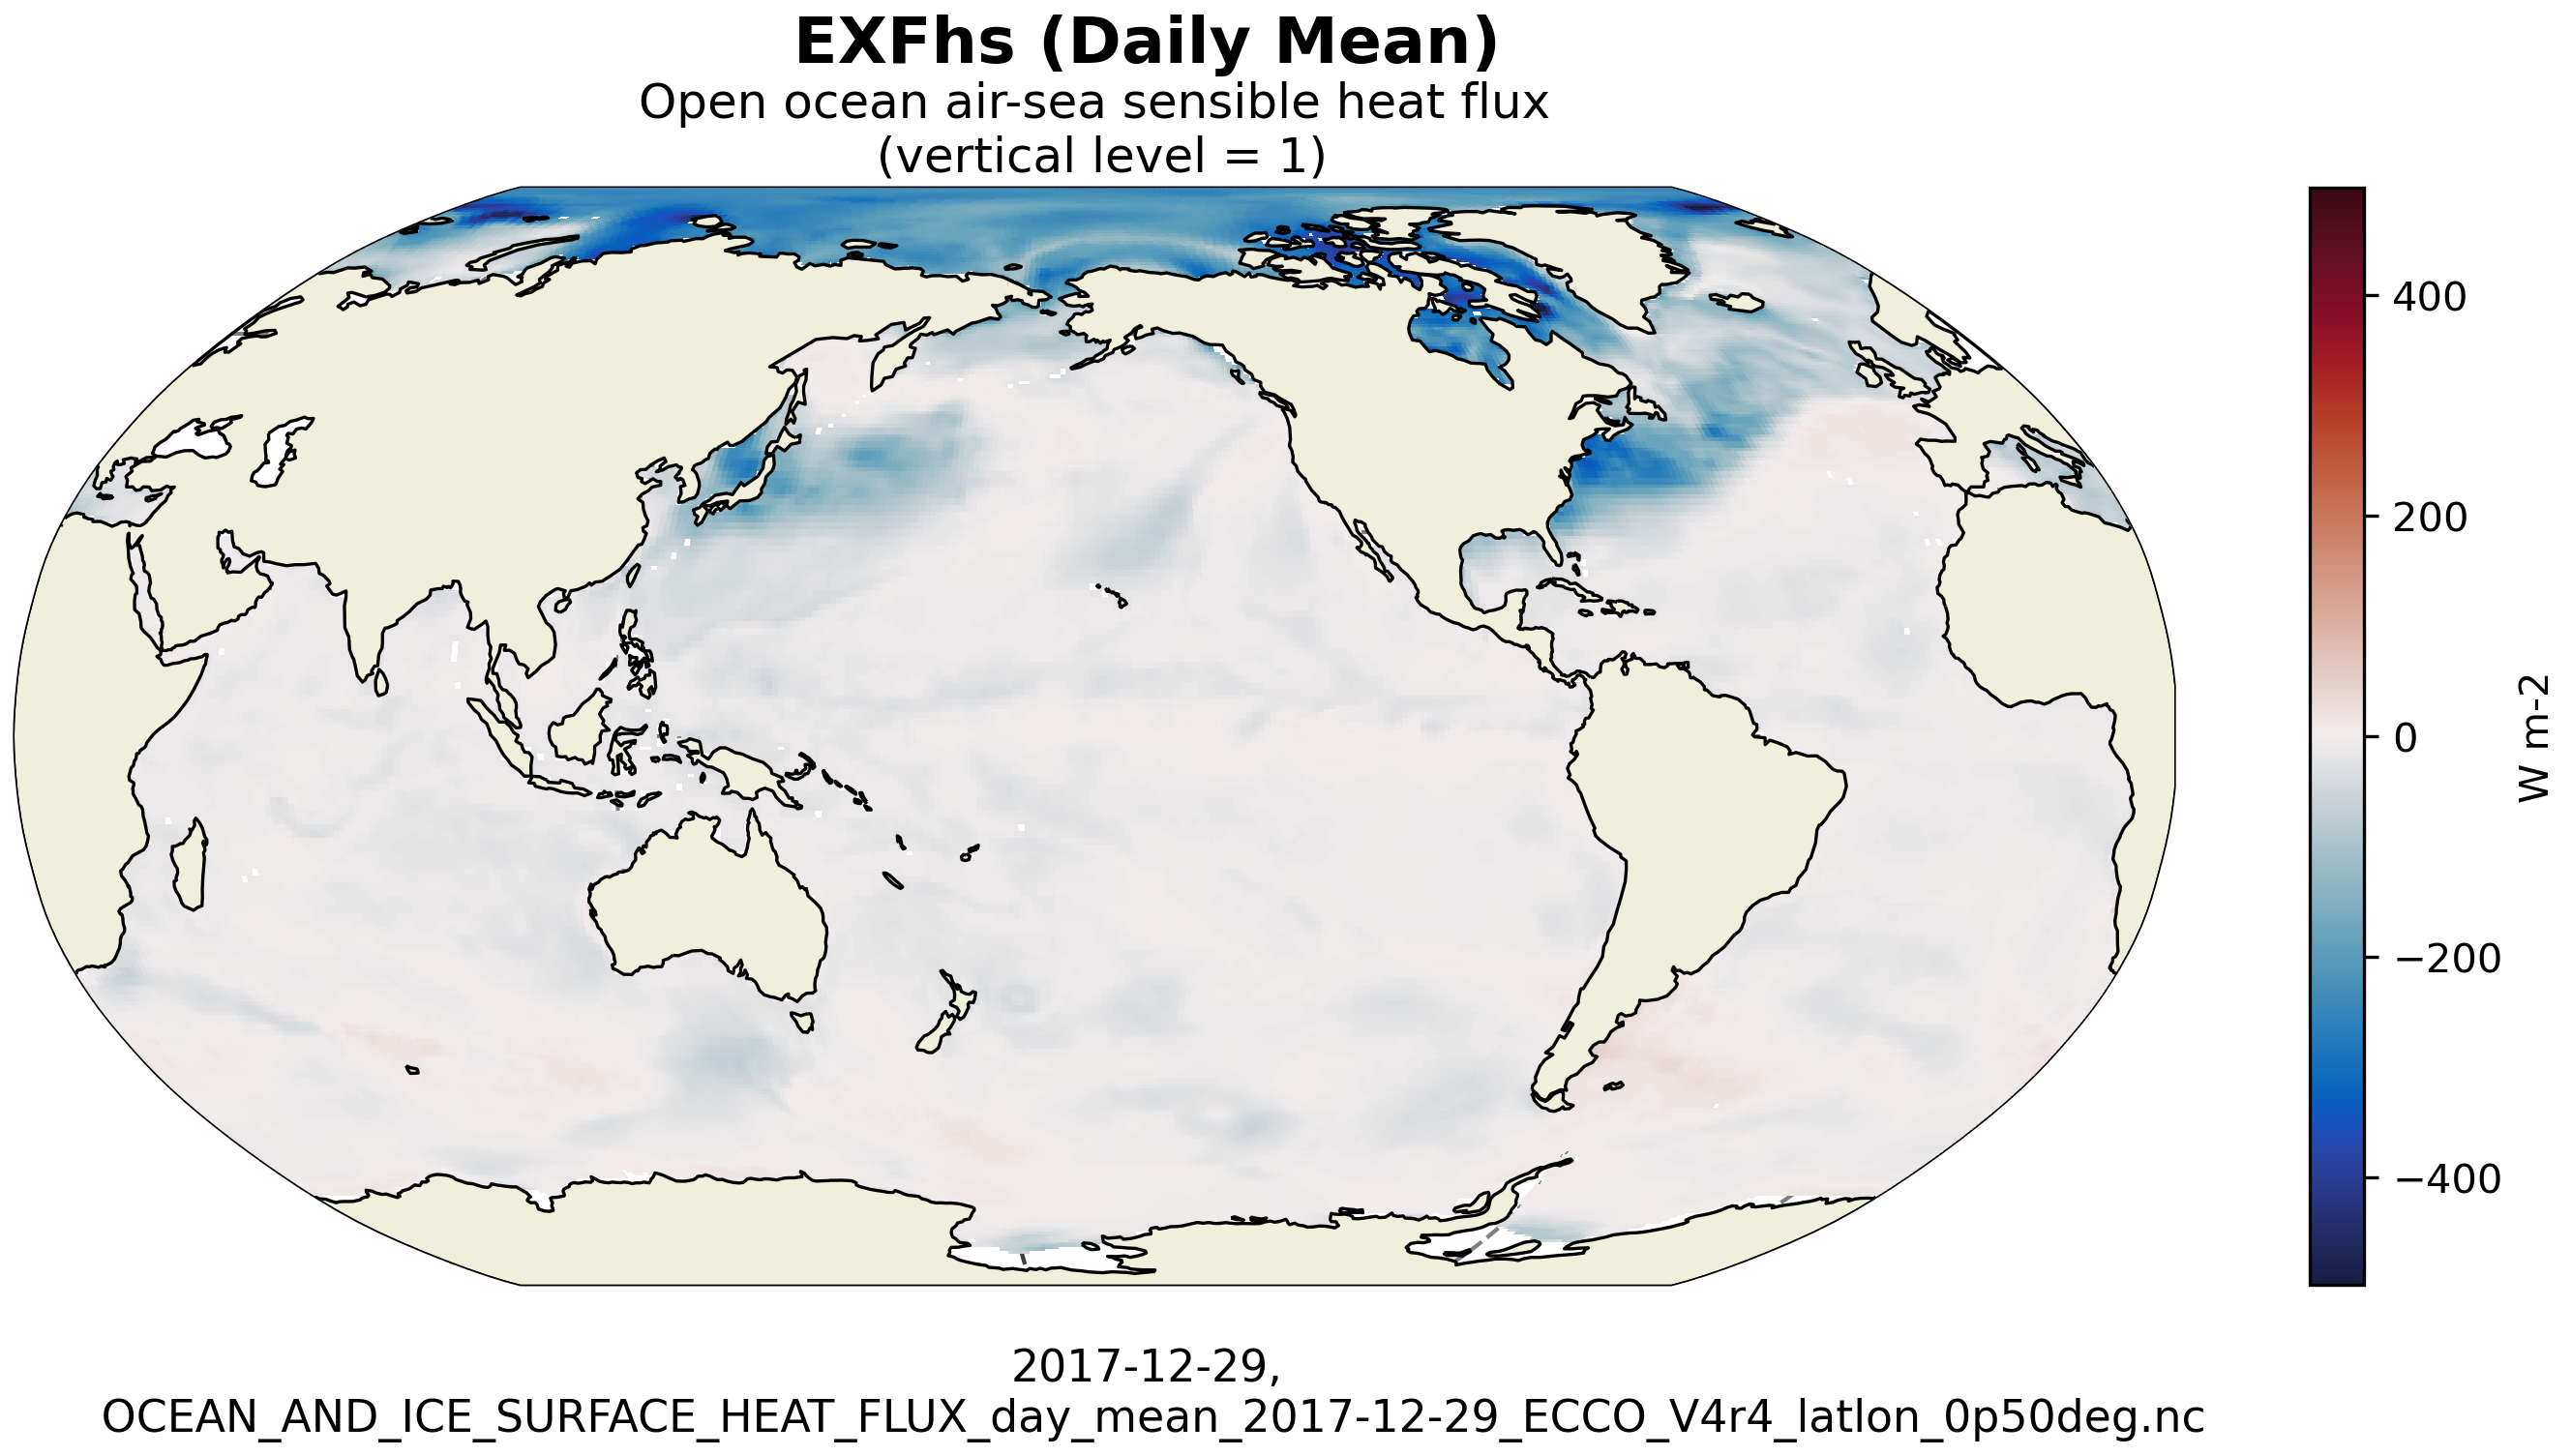 EXFhs (Daily Mean)
Open ocean air-sea sensible heat flux
(vertical level = 1)
400
200
0
−200
−400
W m-2
2017-12-29,
OCEAN_AND_ICE_SURFACE_HEAT_FLUX_day_mean_2017-12-29_ECCO_V4r4_latlon_0p50deg.nc